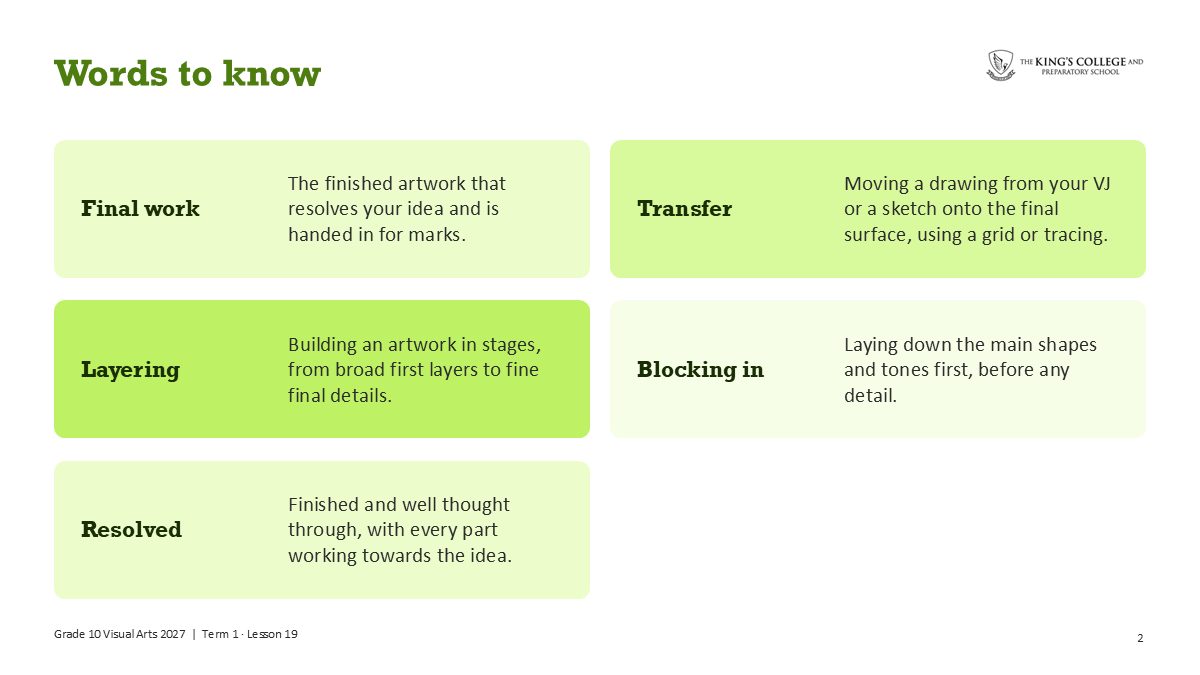 Words to know
THE KING'S COLLEGE AND
PREPARATORY SCHOOL
Final work
The finished artwork that
resolves your idea and is
handed in for marks.
Transfer
Moving a drawing from your VJ
or a sketch onto the final
surface, using a grid or tracing.
Layering
Building an artwork in stages,
from broad first layers to fine
final details.
Blocking in
Laying down the main shapes
and tones first, before any
detail.
Resolved
Finished and well thought
through, with every part
working towards the idea.
Grade 10 Visual Arts 2027 | Term 1 · Lesson 19
2